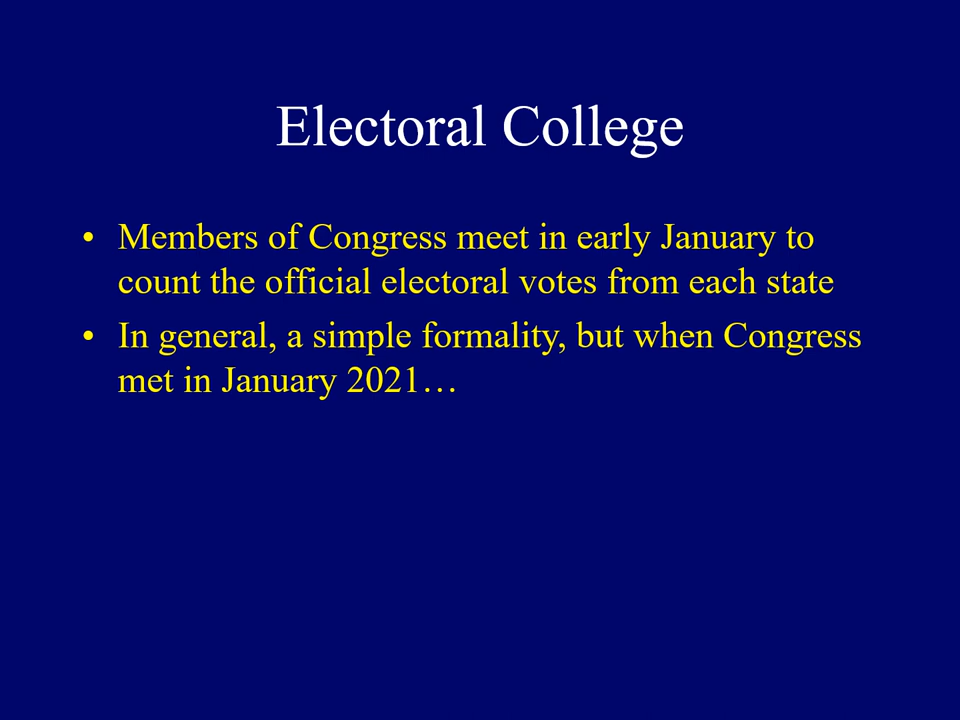 Electoral College
• Members of Congress meet in early January to
count the official electoral votes from each state
• In general, a simple formality, but when Congress
met in January 2021…